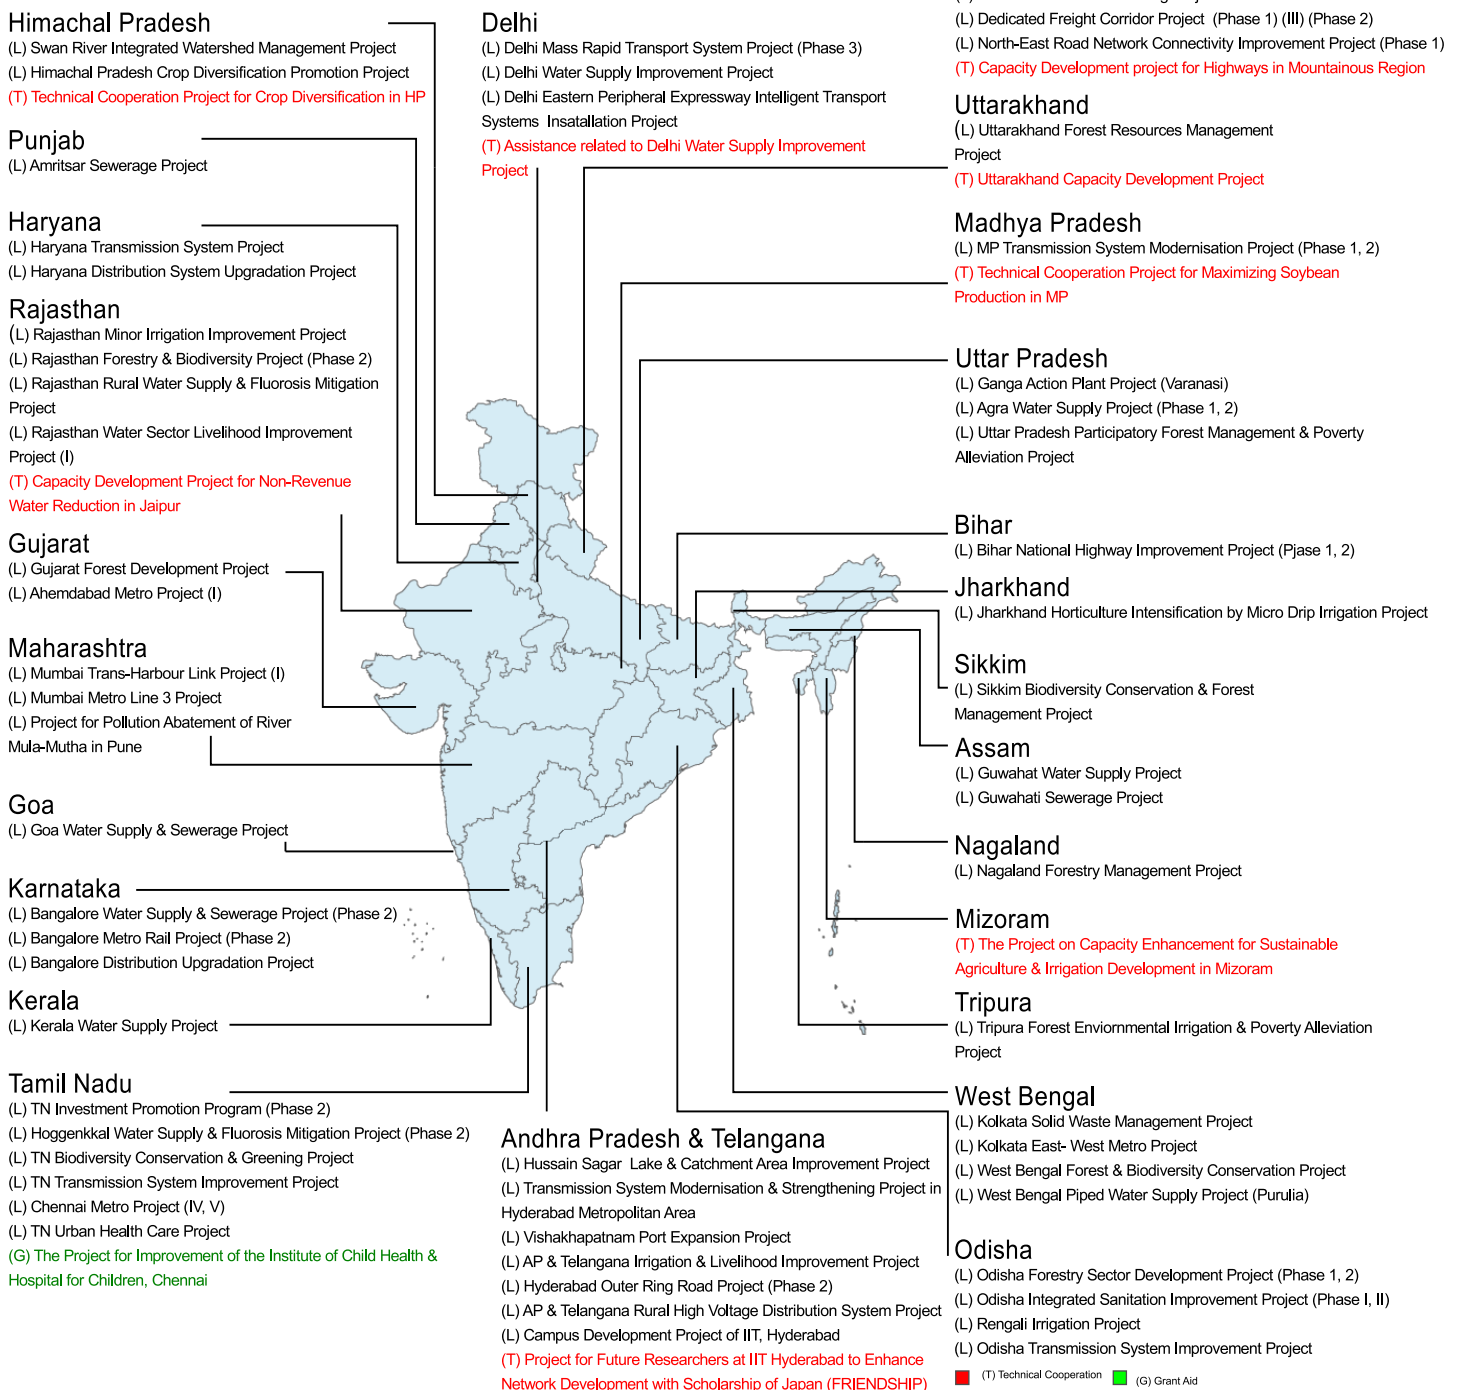 Himachal Pradesh
(L) Swan River Integrated Watershed Management Project
(L) Himachal Pradesh Crop Diversification Promotion Project
(T) Technical Cooperation Project for Crop Diversification in HP
Punjab
(L) Amritsar Sewerage Project
Haryana
(L) Haryana Transmission System Project
(L) Haryana Distribution System Upgradation Project
Rajasthan
(L) Rajasthan Minor Irrigation Improvement Project
(L) Rajasthan Forestry & Biodiversity Project (Phase 2)
(L) Rajasthan Rural Water Supply & Fluorosis Mitigation
Project
(L) Rajasthan Water Sector Livelihood Improvement
Project (I)
(T) Capacity Development Project for Non-Revenue
Water Reduction in Jaipur
Gujarat
(L) Gujarat Forest Development Project
(L) Ahemdabad Metro Project (I)
Maharashtra
(L) Mumbai Trans-Harbour Link Project (I)
(L) Mumbai Metro Line 3 Project
(L) Project for Pollution Abatement of River
Mula-Mutha in Pune
Goa
(L) Goa Water Supply & Sewerage Project
Karnataka
(L) Bangalore Water Supply & Sewerage Project (Phase 2)
(L) Bangalore Metro Rail Project (Phase 2)
(L) Bangalore Distribution Upgradation Project
Kerala
(L) Kerala Water Supply Project
Tamil Nadu
(L) TN Investment Promotion Program (Phase 2)
(L) Hoggenkkal Water Supply & Fluorosis Mitigation Project (Phase 2)
(L) TN Biodiversity Conservation & Greening Project
(L) TN Transmission System Improvement Project
(L) Chennai Metro Project (IV, V)
(L) TN Urban Health Care Project
(G) The Project for Improvement of the Institute of Child Health &
Hospital for Children, Chennai
Delhi
(L) Delhi Mass Rapid Transport System Project (Phase 3)
(L) Delhi Water Supply Improvement Project
(L) Delhi Eastern Peripheral Expressway Intelligent Transport
Systems Insatallation Project
(T) Assistance related to Delhi Water Supply Improvement
Project
Andhra Pradesh & Telangana
(L) Hussain Sagar Lake & Catchment Area Improvement Project
(L) Transmission System Modernisation & Strengthening Project in
Hyderabad Metropolitan Area
(L) Vishakhapatnam Port Expansion Project
(L) AP & Telangana Irrigation & Livelihood Improvement Project
(L) Hyderabad Outer Ring Road Project (Phase 2)
(L) AP & Telangana Rural High Voltage Distribution System Project
(L) Campus Development Project of IIT, Hyderabad
(T) Project for Future Researchers at IIT Hyderabad to Enhance
Network Development with Scholarship of Japan (FRIENDSHIP)
(L) Dedicated Freight Corridor Project (Phase 1) (III) (Phase 2)
(L) North-East Road Network Connectivity Improvement Project (Phase 1)
(T) Capacity Development project for Highways in Mountainous Region
Uttarakhand
(L) Uttarakhand Forest Resources Management
Project
(T) Uttarakhand Capacity Development Project
Madhya Pradesh
(L) MP Transmission System Modernisation Project (Phase 1, 2)
(T) Technical Cooperation Project for Maximizing Soybean
Production in MP
Uttar Pradesh
(L) Ganga Action Plant Project (Varanasi)
(L) Agra Water Supply Project (Phase 1, 2)
(L) Uttar Pradesh Participatory Forest Management & Poverty
Alleviation Project
Bihar
(L) Bihar National Highway Improvement Project (Pjase 1, 2)
Jharkhand
(L) Jharkhand Horticulture Intensification by Micro Drip Irrigation Project
Sikkim
(L) Sikkim Biodiversity Conservation & Forest
Management Project
Assam
(L) Guwahat Water Supply Project
(L) Guwahati Sewerage Project
Nagaland
(L) Nagaland Forestry Management Project
Mizoram
(T) The Project on Capacity Enhancement for Sustainable
Agriculture & Irrigation Development in Mizoram
Tripura
(L) Tripura Forest Enviornmental Irrigation & Poverty Alleviation
Project
West Bengal
(L) Kolkata Solid Waste Management Project
(L) Kolkata East- West Metro Project
(L) West Bengal Forest & Biodiversity Conservation Project
(L) West Bengal Piped Water Supply Project (Purulia)
Odisha
(L) Odisha Forestry Sector Development Project (Phase 1, 2)
(L) Odisha Integrated Sanitation Improvement Project (Phase I, II)
(L) Rengali Irrigation Project
(L) Odisha Transmission System Improvement Project
(T) Technical Cooperation (G) Grant Aid